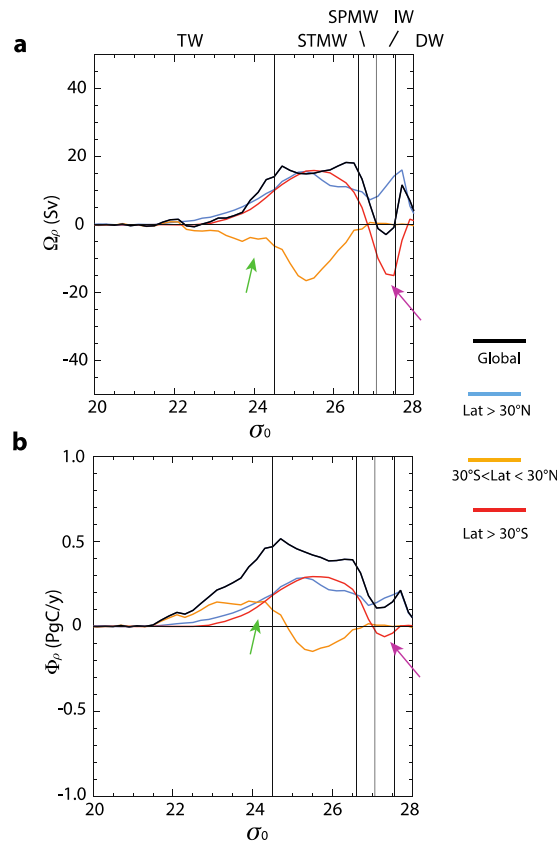 SPMW IW
TW STMW DW
a
40
20
0
-20
-40
Ωρ (Sv)
20 22 24 26 28
σ0
Global
Lat > 30°N
30°S<Lat < 30°N
Lat > 30°S
b
1.0
0.5
0
-0.5
-1.0
Φρ (PgC/y)
20 22 24 26 28
σ0